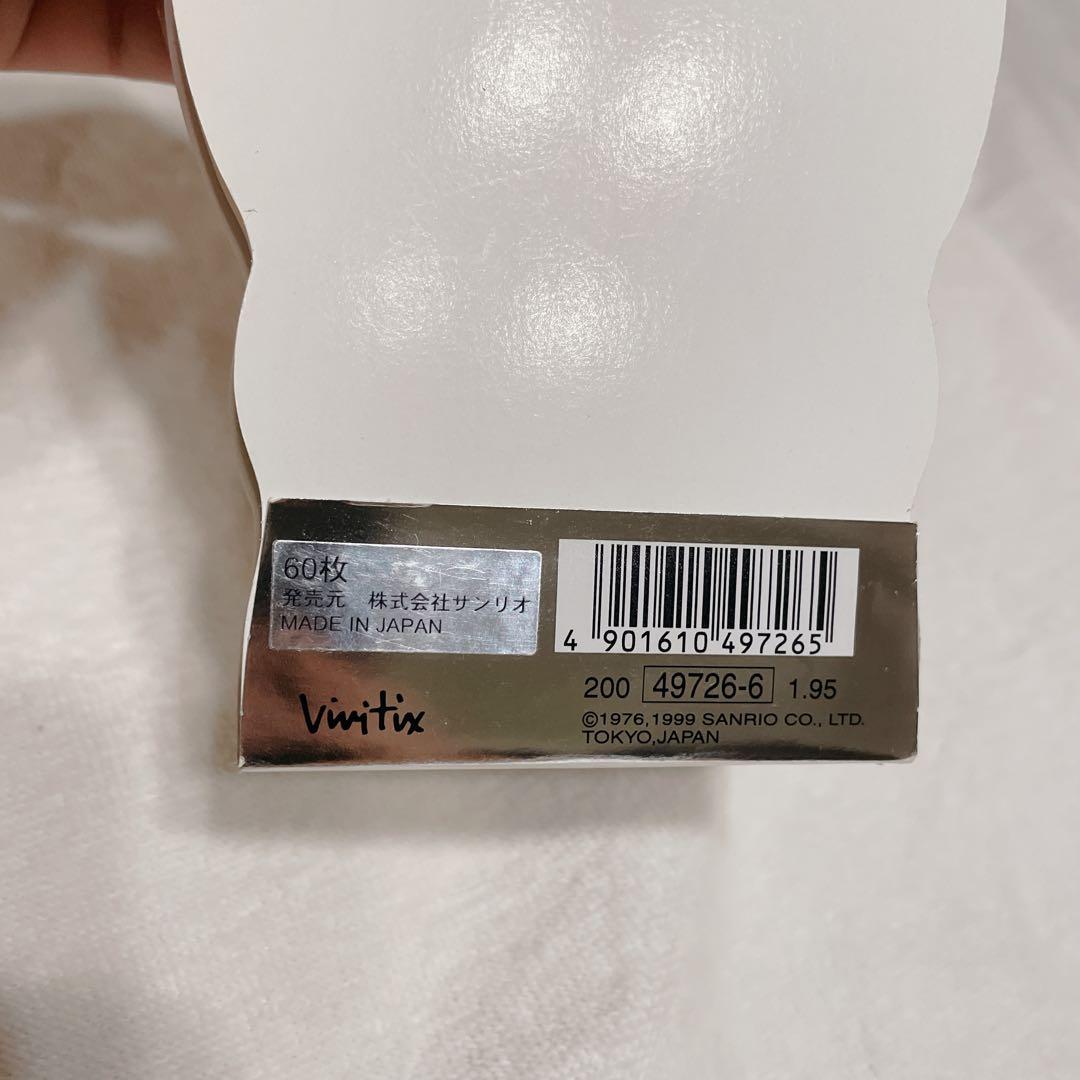 60枚
発売元 株式会社サンリオ
MADE IN JAPAN
4 901610 497265
Vivitix
200 49726-6 1.95
©1976,1999 SANRIO CO., LTD.
TOKYO,JAPAN